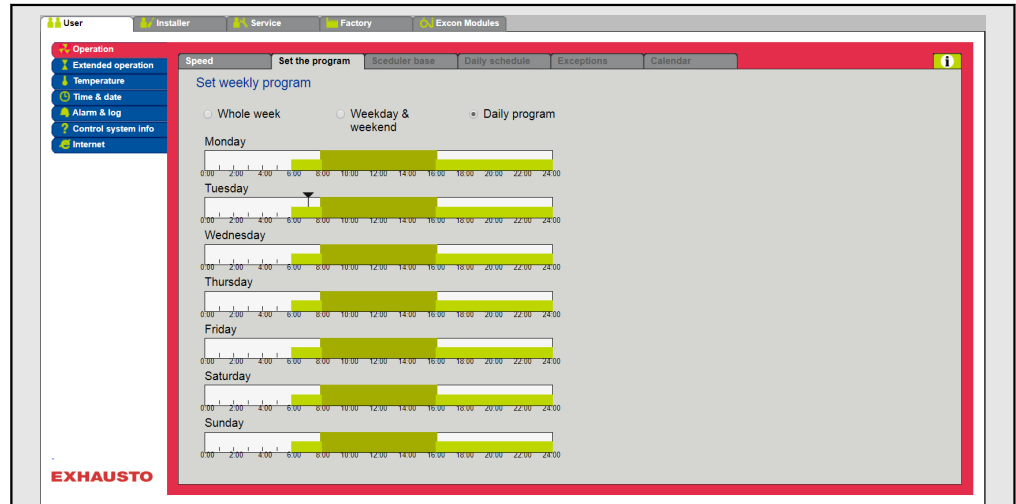 User Installer Service Factory Excon Modules
Operation
Extended operation
Temperature
Time & date
Alarm & log
Control system info
Internet
Speed Set the program Sceduler base Daily schedule Exceptions Calendar i
Set weekly program
Whole week Weekday & weekend Daily program
Monday
0:00 2:00 4:00 6:00 8:00 10:00 12:00 14:00 16:00 18:00 20:00 22:00 24:00
Tuesday
0:00 2:00 4:00 6:00 8:00 10:00 12:00 14:00 16:00 18:00 20:00 22:00 24:00
Wednesday
0:00 2:00 4:00 6:00 8:00 10:00 12:00 14:00 16:00 18:00 20:00 22:00 24:00
Thursday
0:00 2:00 4:00 6:00 8:00 10:00 12:00 14:00 16:00 18:00 20:00 22:00 24:00
Friday
0:00 2:00 4:00 6:00 8:00 10:00 12:00 14:00 16:00 18:00 20:00 22:00 24:00
Saturday
0:00 2:00 4:00 6:00 8:00 10:00 12:00 14:00 16:00 18:00 20:00 22:00 24:00
Sunday
0:00 2:00 4:00 6:00 8:00 10:00 12:00 14:00 16:00 18:00 20:00 22:00 24:00
-
EXHAUSTO